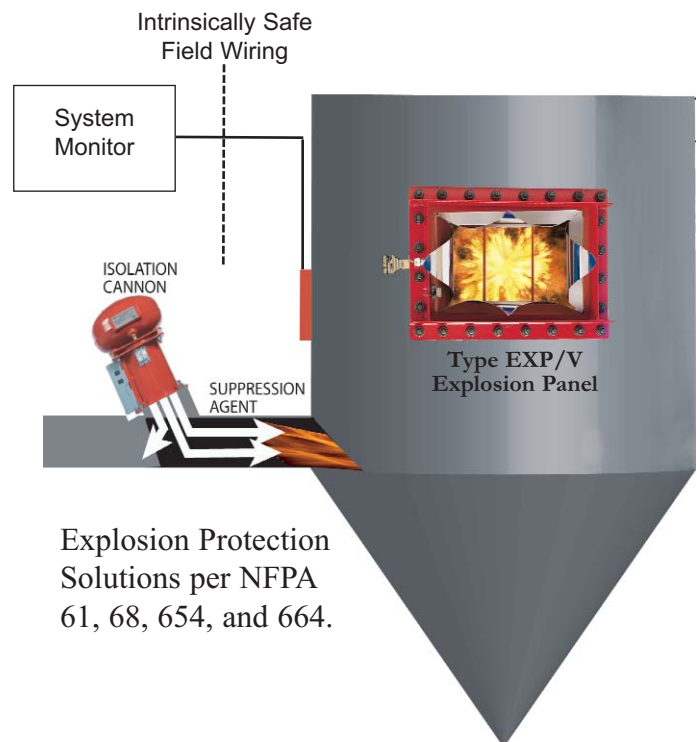 Intrinsically Safe
Field Wiring
System
Monitor
ISOLATION
CANNON
SUPPRESSION
AGENT
Type EXP/V
Explosion Panel
Explosion Protection
Solutions per NFPA
61, 68, 654, and 664.